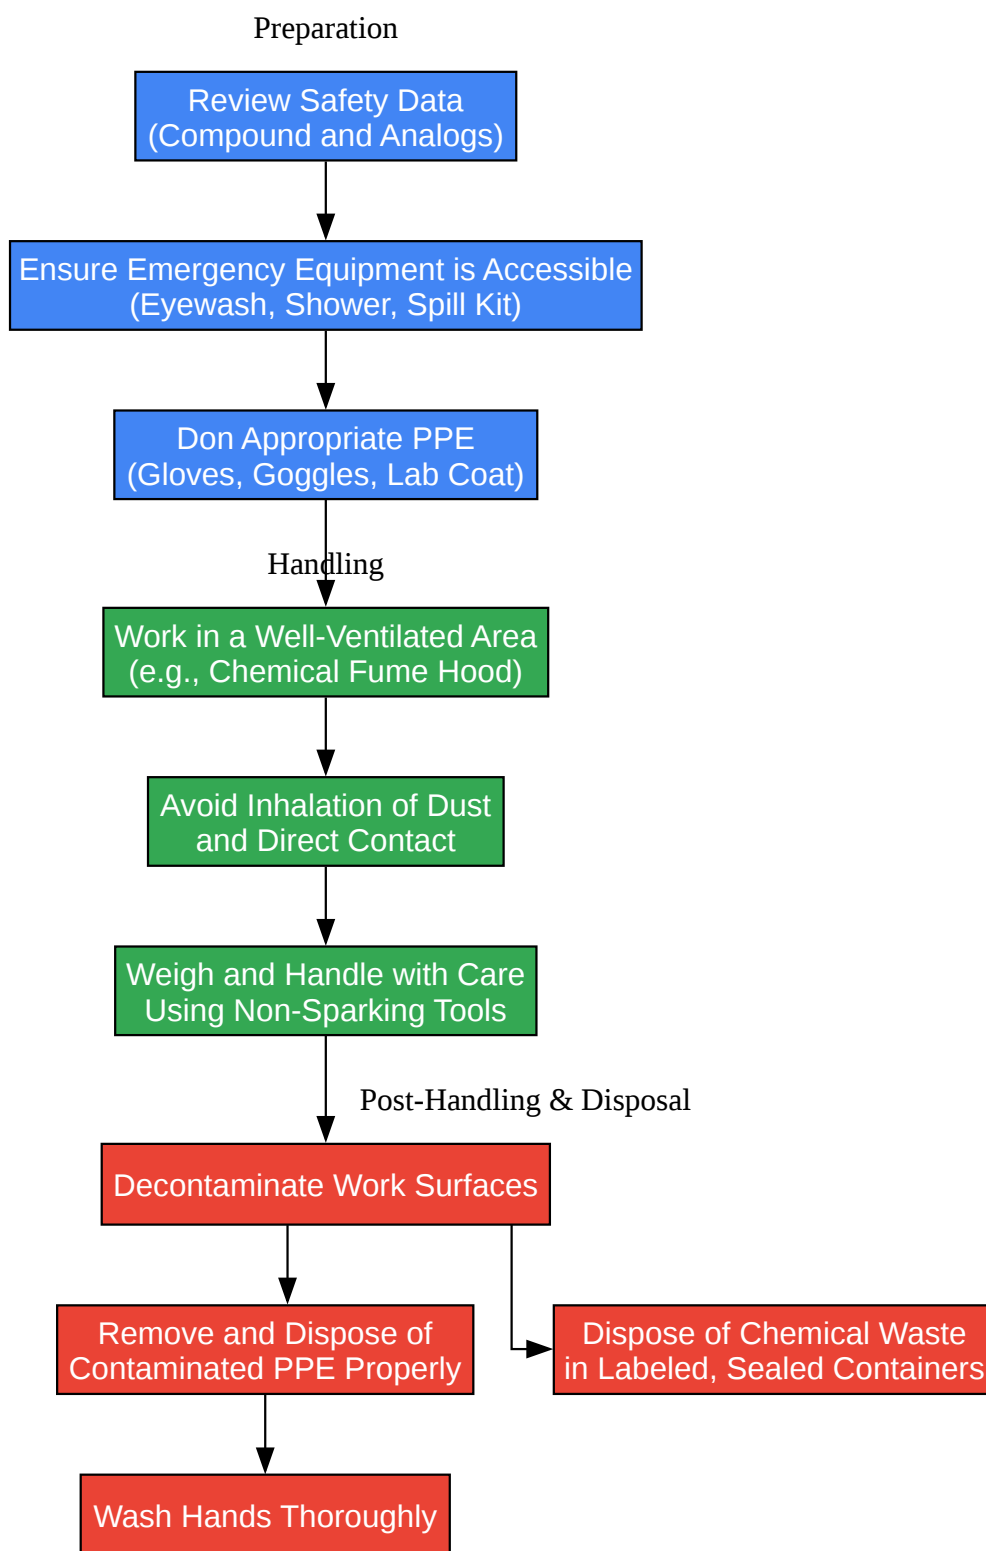 Preparation
Review Safety Data
(Compound and Analogs)
Ensure Emergency Equipment is Accessible
(Eyewash, Shower, Spill Kit)
Don Appropriate PPE
(Gloves, Goggles, Lab Coat)
Handling
Work in a Well-Ventilated Area
(e.g., Chemical Fume Hood)
Avoid Inhalation of Dust
and Direct Contact
Weigh and Handle with Care
Using Non-Sparking Tools
Post-Handling & Disposal
Decontaminate Work Surfaces
Remove and Dispose of
Contaminated PPE Properly
Dispose of Chemical Waste
in Labeled, Sealed Containers
Wash Hands Thoroughly